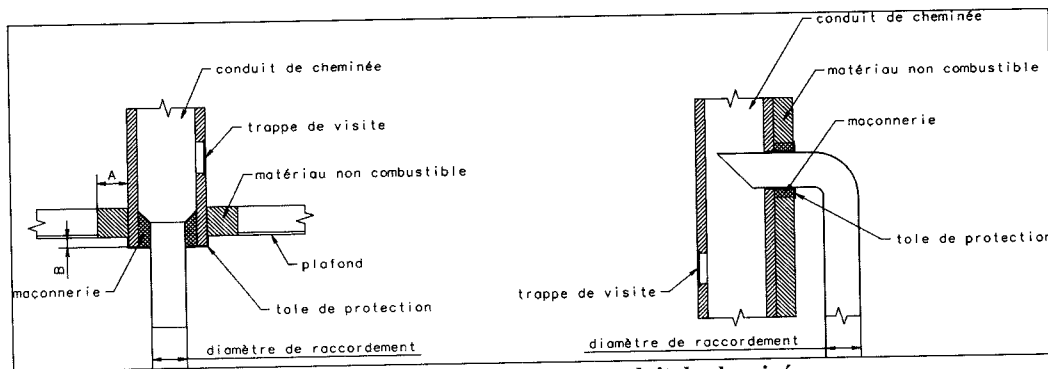 conduit de cheminée
trappe de visite
A
matériau non combustible
B
plafond
maçonnerie
tole de protection
diamètre de raccordement
conduit de cheminée
matériau non combustible
maçonnerie
tole de protection
trappe de visite
diamètre de raccordement